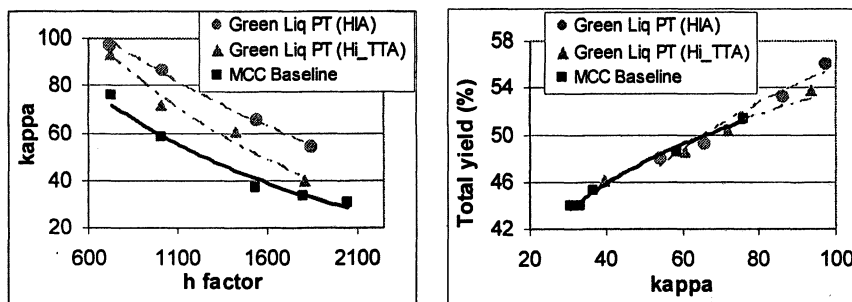 Green Liq PT (HIA)
Green Liq PT (Hi_TTA)
MCC Baseline
100
80
60
40
20
kappa
600
1100
1600
2100
h factor
Green Liq PT (HIA)
Green Liq PT (Hi_TTA)
MCC Baseline
58
54
50
46
42
Total yield (%)
20
40
60
80
100
kappa